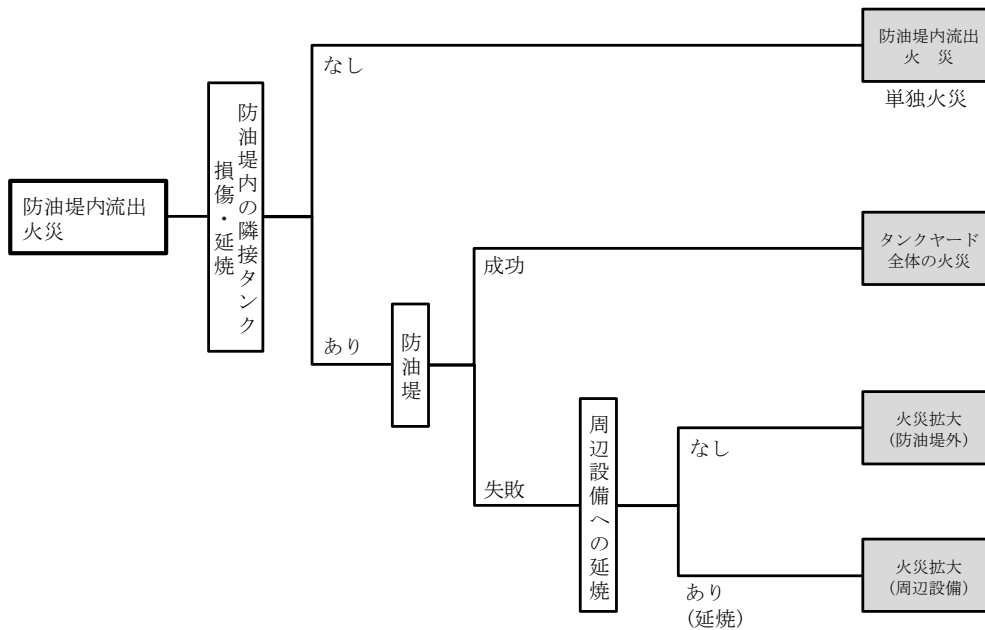 防油堤内流出
火災
防油堤内の隣接タンク
損傷・延焼
なし
防油堤内流出
火　災
単独火災
あり
防油堤
成功
タンクヤード
全体の火災
失敗
周辺設備への延焼
なし
火災拡大
(防油堤外)
あり
(延焼)
火災拡大
(周辺設備)